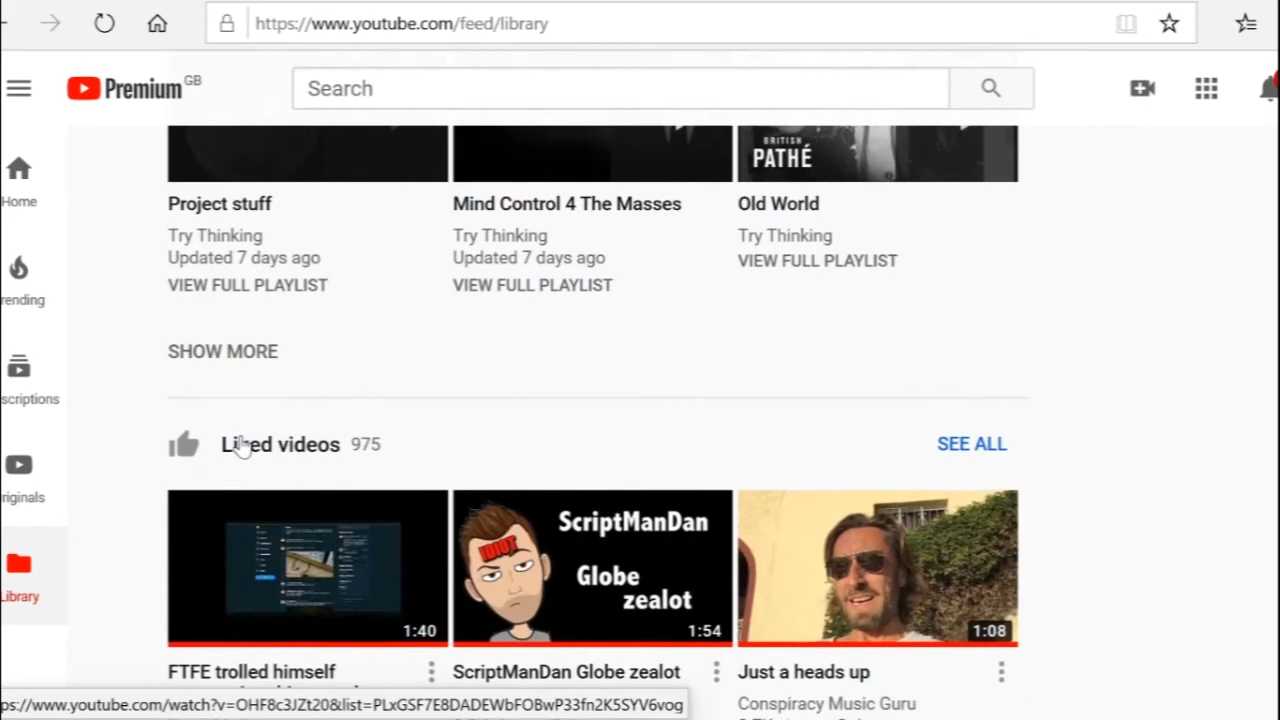 https://www.youtube.com/feed/library
Premium GB
Search
BRITISH
PATHÉ
Home
Project stuff
Mind Control 4 The Masses
Old World
Try Thinking
Try Thinking
Try Thinking
Updated 7 days ago
Updated 7 days ago
VIEW FULL PLAYLIST
VIEW FULL PLAYLIST
VIEW FULL PLAYLIST
rending
SHOW MORE
scriptions
Liked videos 975
SEE ALL
riginals
ScriptManDan
IDIOT
Globe
zealot
Library
1:40
1:54
1:08
FTFE trolled himself
ScriptManDan Globe zealot
Just a heads up
Conspiracy Music Guru
ps://www.youtube.com/watch?v=OHF8c3JZt20&list=PLxGSF7E8DADEWbFOBwP33fn2K5SYV6vog